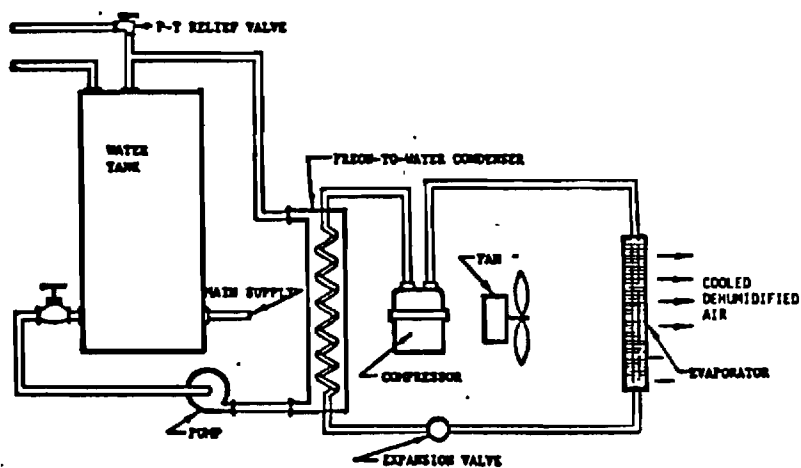 P-T RELIEF VALVE
WATER
TANK
FREON-TO-WATER CONDENSER
FAN
MAIN SUPPLY
COOLED
DEHUMIDIFIED
AIR
COMPRESSOR
EVAPORATOR
PUMP
EXPANSION VALVE